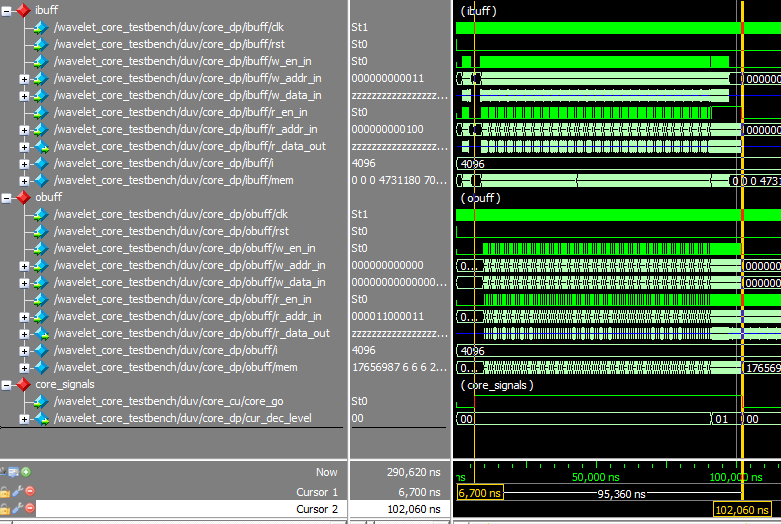 ibuff ( ibuff )
/wavelet_core_testbench/duv/core_dp/ibuff/clk St1
/wavelet_core_testbench/duv/core_dp/ibuff/rst St0
/wavelet_core_testbench/duv/core_dp/ibuff/w_en_in St0
/wavelet_core_testbench/duv/core_dp/ibuff/w_addr_in 000000000011 000000
/wavelet_core_testbench/duv/core_dp/ibuff/w_data_in zzzzzzzzzzzzzzzzzz...
/wavelet_core_testbench/duv/core_dp/ibuff/r_en_in St0
/wavelet_core_testbench/duv/core_dp/ibuff/r_addr_in 000000000100 000000
/wavelet_core_testbench/duv/core_dp/ibuff/r_data_out zzzzzzzzzzzzzzzzzz...
/wavelet_core_testbench/duv/core_dp/ibuff/i 4096 4096
/wavelet_core_testbench/duv/core_dp/ibuff/mem 0 0 0 4731180 70... 0 0 0 4731
obuff ( obuff )
/wavelet_core_testbench/duv/core_dp/obuff/clk St1
/wavelet_core_testbench/duv/core_dp/obuff/rst St0
/wavelet_core_testbench/duv/core_dp/obuff/w_en_in St0
/wavelet_core_testbench/duv/core_dp/obuff/w_addr_in 000000000000 0... 000000
/wavelet_core_testbench/duv/core_dp/obuff/w_data_in 00000000000000... 0... 000000
/wavelet_core_testbench/duv/core_dp/obuff/r_en_in St0
/wavelet_core_testbench/duv/core_dp/obuff/r_addr_in 000011000011 0... 000000
/wavelet_core_testbench/duv/core_dp/obuff/r_data_out zzzzzzzzzzzzzzzzzz...
/wavelet_core_testbench/duv/core_dp/obuff/i 4096 4096
/wavelet_core_testbench/duv/core_dp/obuff/mem 17656987 6 6 6 2... 0... 176569
core_signals ( core_signals )
/wavelet_core_testbench/duv/core_cu/core_go St0
/wavelet_core_testbench/duv/core_dp/cur_dec_level 00 00 01 00
Now 290,620 ns ns 50,000 ns 100,000 ns
Cursor 1 6,700 ns 6,700 ns 95,360 ns
Cursor 2 102,060 ns 102,060 ns